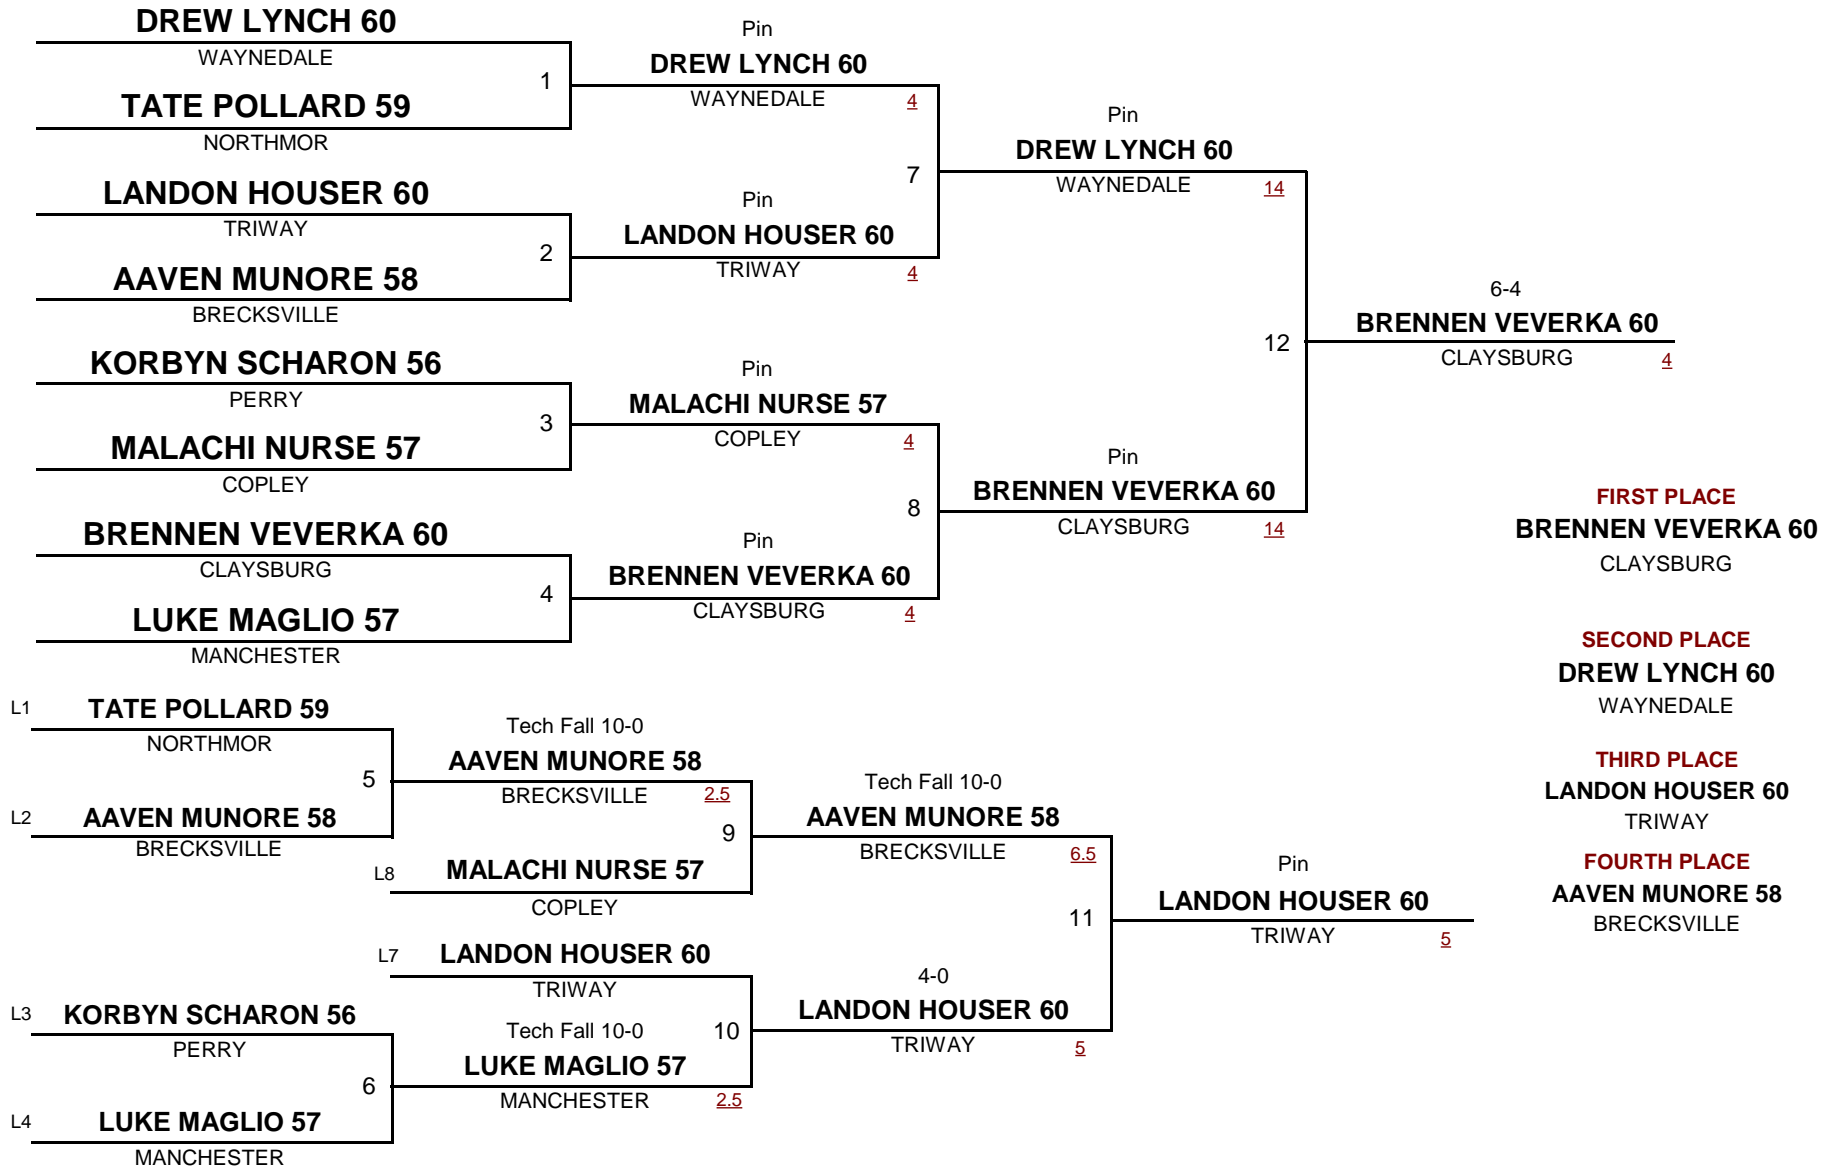 DREW LYNCH 60
WAYNEDALE
1
TATE POLLARD 59
NORTHMOR
LANDON HOUSER 60
TRIWAY
2
AAVEN MUNORE 58
BRECKSVILLE
KORBYN SCHARON 56
PERRY
3
MALACHI NURSE 57
COPLEY
BRENNEN VEVERKA 60
CLAYSBURG
4
LUKE MAGLIO 57
MANCHESTER
Pin
DREW LYNCH 60
WAYNEDALE 4
7
Pin
LANDON HOUSER 60
TRIWAY 4
Pin
MALACHI NURSE 57
COPLEY 4
8
Pin
BRENNEN VEVERKA 60
CLAYSBURG 4
Pin
DREW LYNCH 60
WAYNEDALE 14
12
Pin
BRENNEN VEVERKA 60
CLAYSBURG 14
6-4
BRENNEN VEVERKA 60
CLAYSBURG 4
FIRST PLACE
BRENNEN VEVERKA 60
CLAYSBURG
SECOND PLACE
DREW LYNCH 60
WAYNEDALE
THIRD PLACE
LANDON HOUSER 60
TRIWAY
FOURTH PLACE
AAVEN MUNORE 58
BRECKSVILLE
L1 TATE POLLARD 59
NORTHMOR
5
L2 AAVEN MUNORE 58
BRECKSVILLE
L3 KORBYN SCHARON 56
PERRY
6
L4 LUKE MAGLIO 57
MANCHESTER
Tech Fall 10-0
AAVEN MUNORE 58
BRECKSVILLE 2.5
9
L8 MALACHI NURSE 57
COPLEY
L7 LANDON HOUSER 60
TRIWAY
Tech Fall 10-0 10
LUKE MAGLIO 57
MANCHESTER 2.5
Tech Fall 10-0
AAVEN MUNORE 58
BRECKSVILLE 6.5
11
4-0
LANDON HOUSER 60
TRIWAY 5
Pin
LANDON HOUSER 60
TRIWAY 5